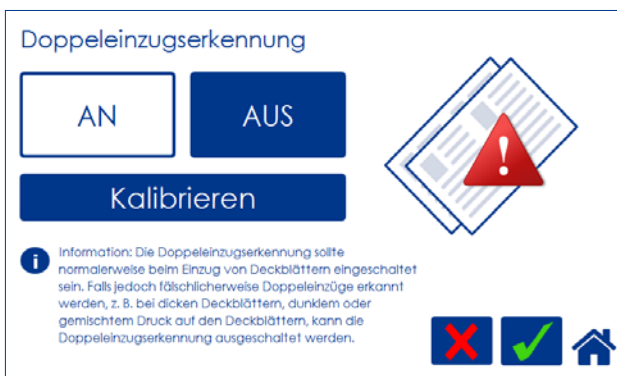 Doppeleinzugserkennung
AN
AUS
Kalibrieren
Information: Die Doppeleinzugserkennung sollte
normalerweise beim Einzug von Deckblättern eingeschaltet
sein. Falls jedoch fälschlicherweise Doppeleinzüge erkannt
werden, z. B. bei dicken Deckblättern, dunklem oder
gemischtem Druck auf den Deckblättern, kann die
Doppeleinzugserkennung ausgeschaltet werden.